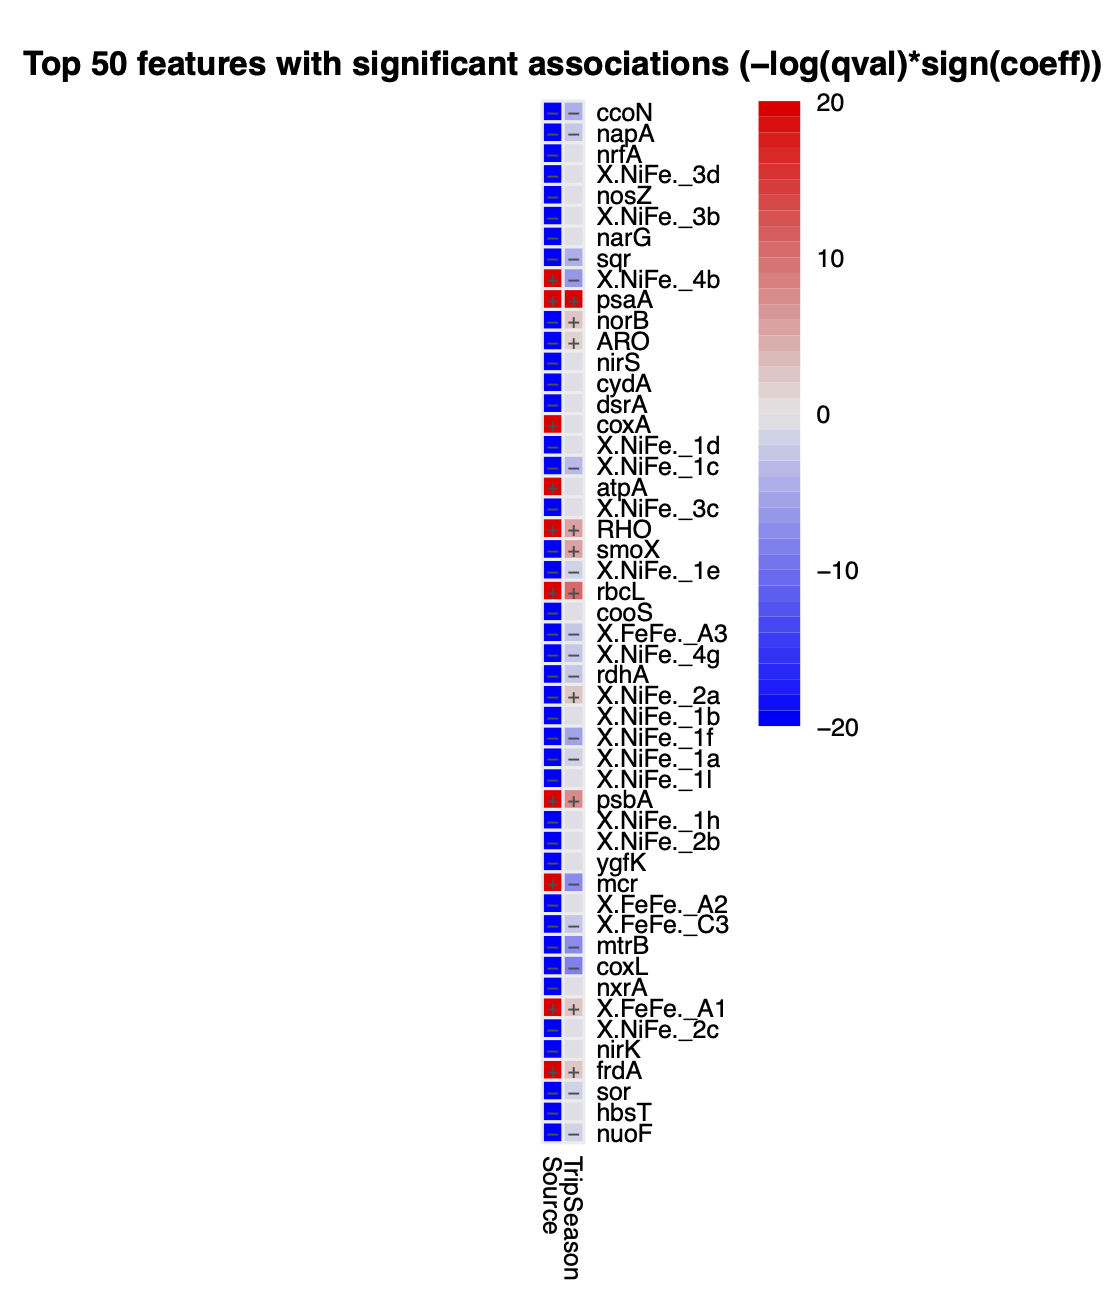 Top 50 features with significant associations (−log(qval)*sign(coeff))
ccoN
napA
nrfA
X.NiFe._3d
nosZ
X.NiFe._3b
narG
sqr
X.NiFe._4b
psaA
norB
ARO
nirS
cydA
dsrA
coxA
X.NiFe._1d
X.NiFe._1c
atpA
X.NiFe._3c
RHO
smoX
X.NiFe._1e
rbcL
cooS
X.FeFe._A3
X.NiFe._4g
rdhA
X.NiFe._2a
X.NiFe._1b
X.NiFe._1f
X.NiFe._1a
X.NiFe._1l
psbA
X.NiFe._1h
X.NiFe._2b
ygfK
mcr
X.FeFe._A2
X.FeFe._C3
mtrB
coxL
nxrA
X.FeFe._A1
X.NiFe._2c
nirK
frdA
sor
hbsT
nuoF
20
10
0
−10
−20
Source
TripSeason